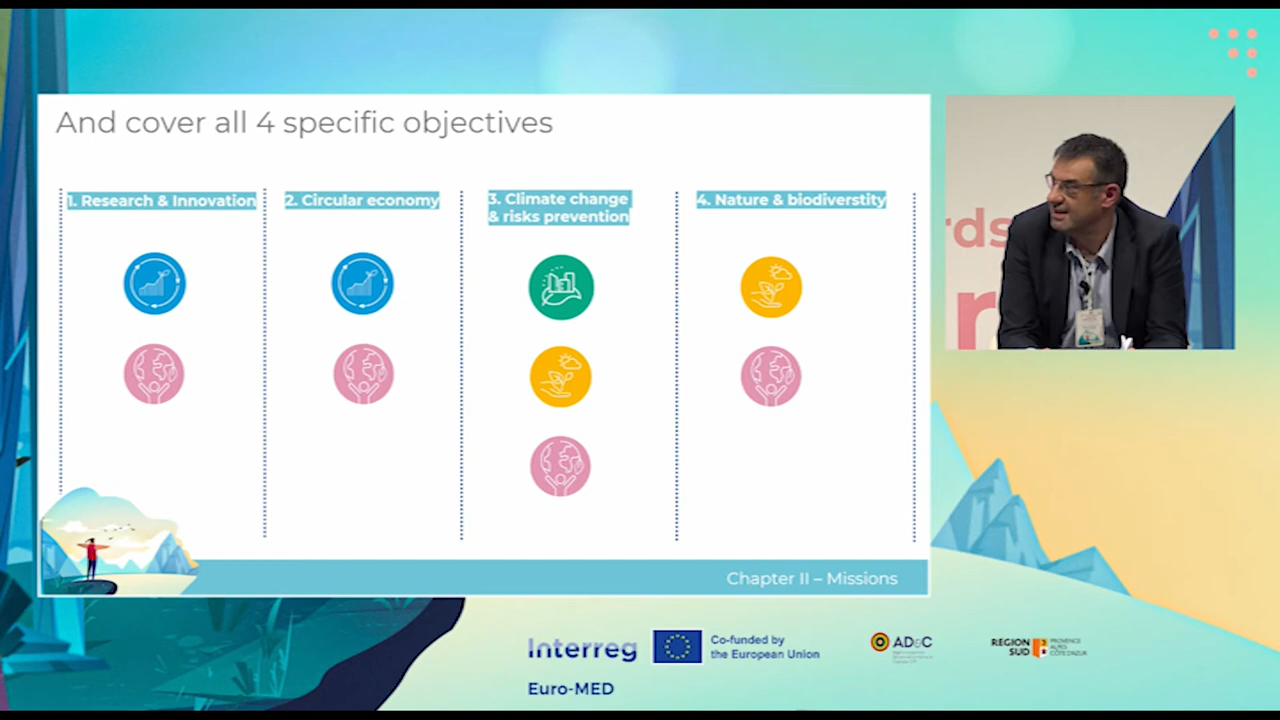 And cover all 4 specific objectives
1. Research & Innovation
2. Circular economy
3. Climate change
& risks prevention
4. Nature & biodiverstity
rds
r
Chapter II – Missions
Interreg
Co-funded by
the European Union
Euro-MED
AD&C
REGION
SUD
PROVENCE
ALPES
CÔTE D'AZUR